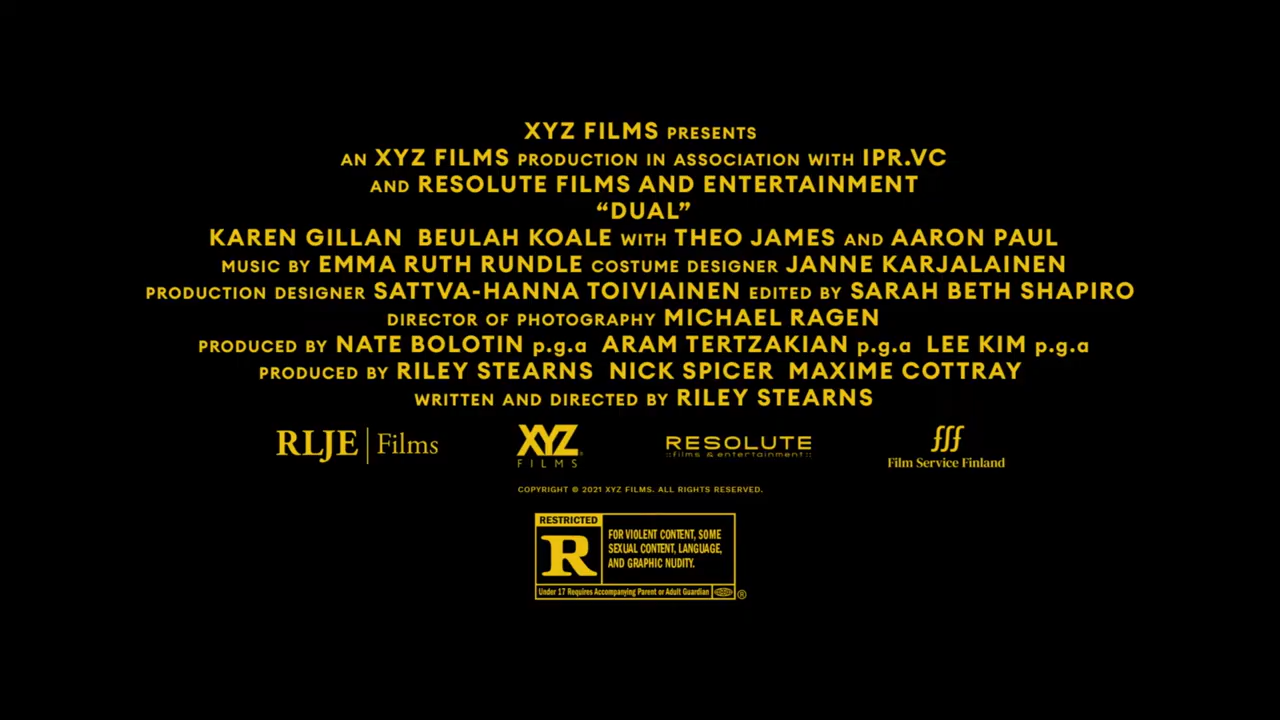 XYZ FILMS PRESENTS
AN XYZ FILMS PRODUCTION IN ASSOCIATION WITH IPR.VC
AND RESOLUTE FILMS AND ENTERTAINMENT
“DUAL”
KAREN GILLAN BEULAH KOALE WITH THEO JAMES AND AARON PAUL
MUSIC BY EMMA RUTH RUNDLE COSTUME DESIGNER JANNE KARJALAINEN
PRODUCTION DESIGNER SATTVA-HANNA TOIVIAINEN EDITED BY SARAH BETH SHAPIRO
DIRECTOR OF PHOTOGRAPHY MICHAEL RAGEN
PRODUCED BY NATE BOLOTIN p.g.a ARAM TERTZAKIAN p.g.a LEE KIM p.g.a
PRODUCED BY RILEY STEARNS NICK SPICER MAXIME COTTRAY
WRITTEN AND DIRECTED BY RILEY STEARNS
RLJE | Films
XYZ
FILMS
RESOLUTE
::films & entertainment::
fff
Film Service Finland
COPYRIGHT © 2021 XYZ FILMS. ALL RIGHTS RESERVED.
RESTRICTED
R
FOR VIOLENT CONTENT, SOME
SEXUAL CONTENT, LANGUAGE,
AND GRAPHIC NUDITY.
Under 17 Requires Accompanying Parent or Adult Guardian ®